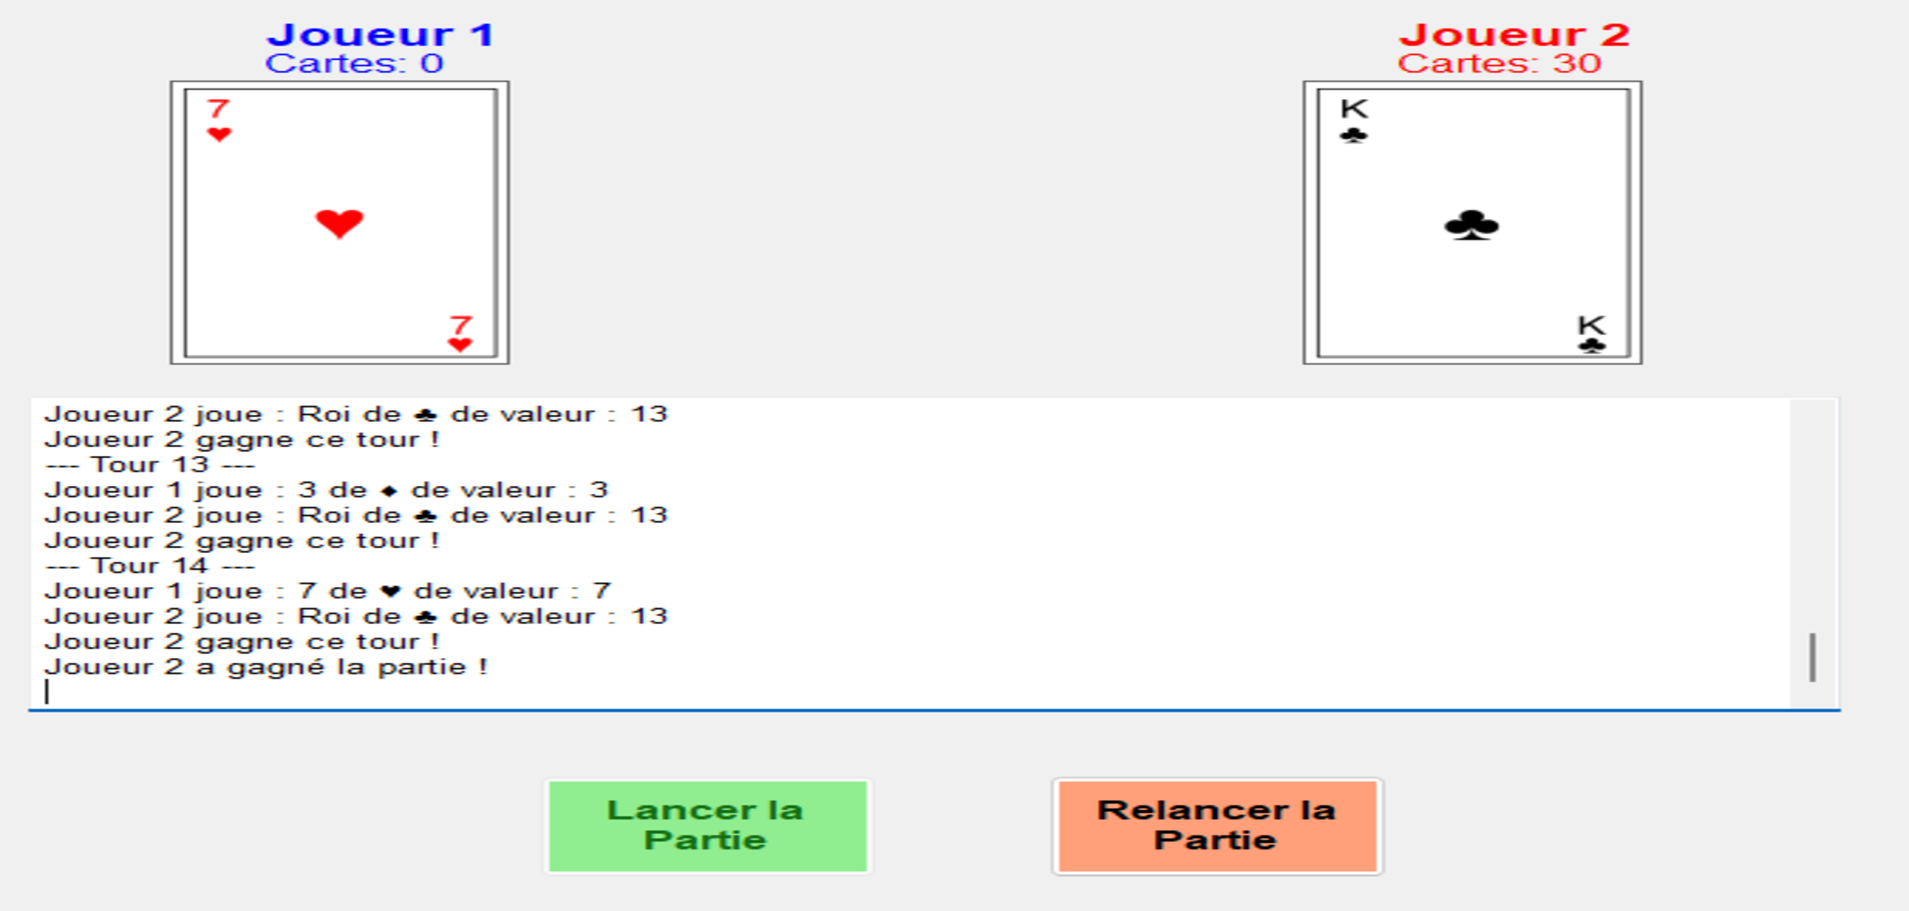 Joueur 1
Cartes: 0
7
♥
♥
7
♥
Joueur 2
Cartes: 30
K
♣
♣
K
♣
Joueur 2 joue : Roi de ♣ de valeur : 13
Joueur 2 gagne ce tour !
--- Tour 13 ---
Joueur 1 joue : 3 de ♦ de valeur : 3
Joueur 2 joue : Roi de ♣ de valeur : 13
Joueur 2 gagne ce tour !
--- Tour 14 ---
Joueur 1 joue : 7 de ♥ de valeur : 7
Joueur 2 joue : Roi de ♣ de valeur : 13
Joueur 2 gagne ce tour !
Joueur 2 a gagné la partie !
Lancer la
Partie
Relancer la
Partie